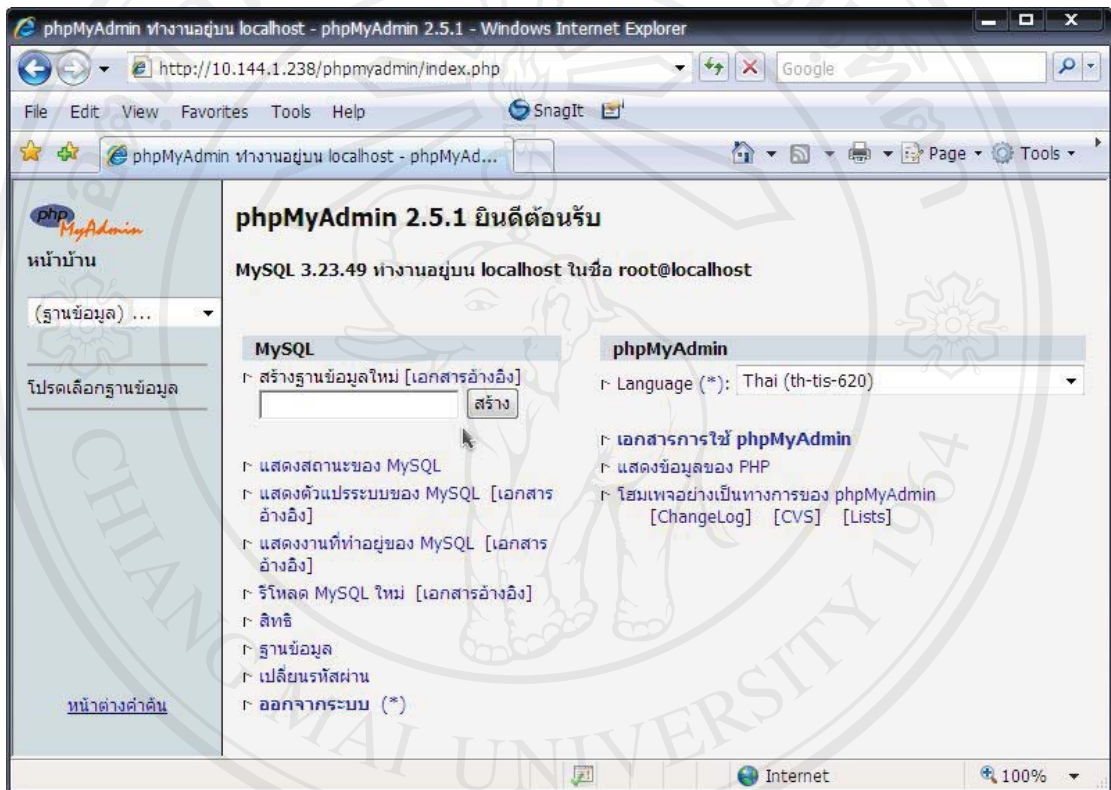 phpMyAdmin ทำงานอยู่บน localhost - phpMyAdmin 2.5.1 - Windows Internet Explorer
http://10.144.1.238/phpmyadmin/index.php
Google
File Edit View Favorites Tools Help
SnagIt
phpMyAdmin ทำงานอยู่บน localhost - phpMyAd...
Page
Tools
php
MyAdmin
หน้าบ้าน
(ฐานข้อมูล) ...
โปรดเลือกฐานข้อมูล
หน้าต่างคำค้น
phpMyAdmin 2.5.1 ยินดีต้อนรับ
MySQL 3.23.49 ทำงานอยู่บน localhost ในชื่อ root@localhost
MySQL
สร้างฐานข้อมูลใหม่ [เอกสารอ้างอิง]
สร้าง
แสดงสถานะของ MySQL
แสดงตัวแปรระบบของ MySQL [เอกสาร
อ้างอิง]
แสดงงานที่ทำอยู่ของ MySQL [เอกสาร
อ้างอิง]
รีโหลด MySQL ใหม่ [เอกสารอ้างอิง]
สิทธิ
ฐานข้อมูล
เปลี่ยนรหัสผ่าน
ออกจากระบบ (*)
phpMyAdmin
Language (*): Thai (th-tis-620)
เอกสารการใช้ phpMyAdmin
แสดงข้อมูลของ PHP
โฮมเพจอย่างเป็นทางการของ phpMyAdmin
[ChangeLog] [CVS] [Lists]
Internet
100%
CHIANG MAI UNIVERSITY 1964